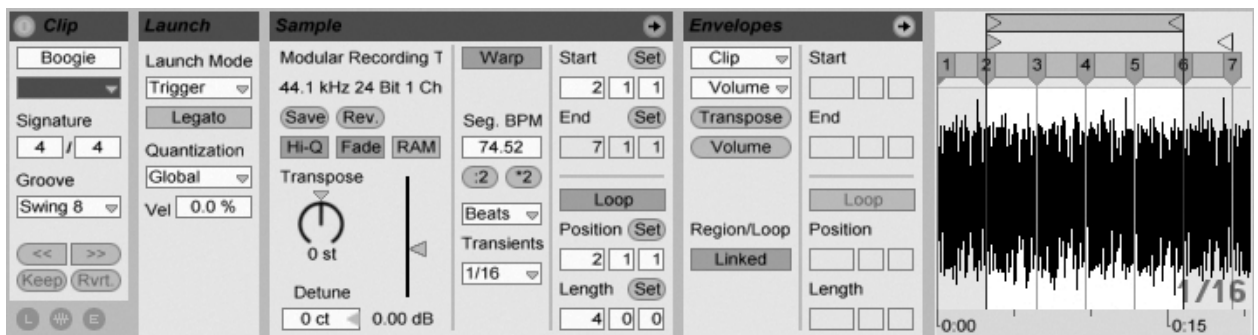 Clip
Boogie
Signature
4 / 4
Groove
Swing 8
<< >>
Keep Rvrt.
L E
Launch
Launch Mode
Trigger
Legato
Quantization
Global
Vel 0.0 %
Sample
Modular Recording T
44.1 kHz 24 Bit 1 Ch
Save Rev.
Hi-Q Fade RAM
Transpose
0 st
Detune
0 ct 0.00 dB
Warp
Seg. BPM
74.52
:2 *2
Beats
Transients
1/16
Start Set
2 1 1
End Set
7 1 1
Loop
Position Set
2 1 1
Length Set
4 0 0
Envelopes
Clip
Volume
Transpose
Volume
Region/Loop
Linked
Start
End
Loop
Position
Length
1 2 3 4 5 6 7
1/16
0:00 0:15